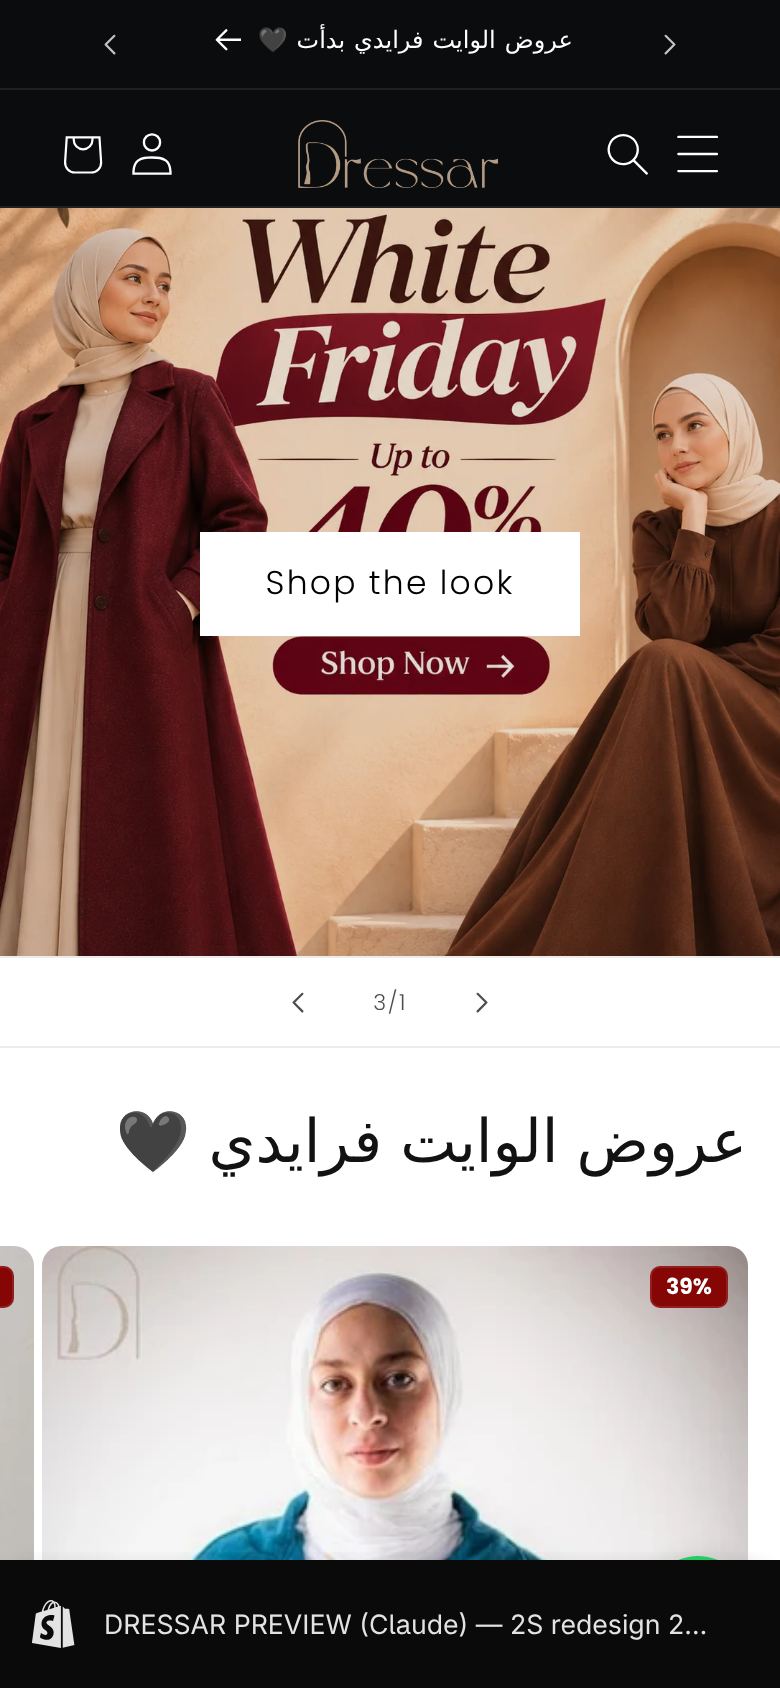 عروض الوايت فرايدي بدأت 🖤 ←
Dressar
White
Friday
Up to
40%
Shop the look
Shop Now →
3/1
عروض الوايت فرايدي 🖤
D
39%
DRESSAR PREVIEW (Claude) — 2S redesign 2...